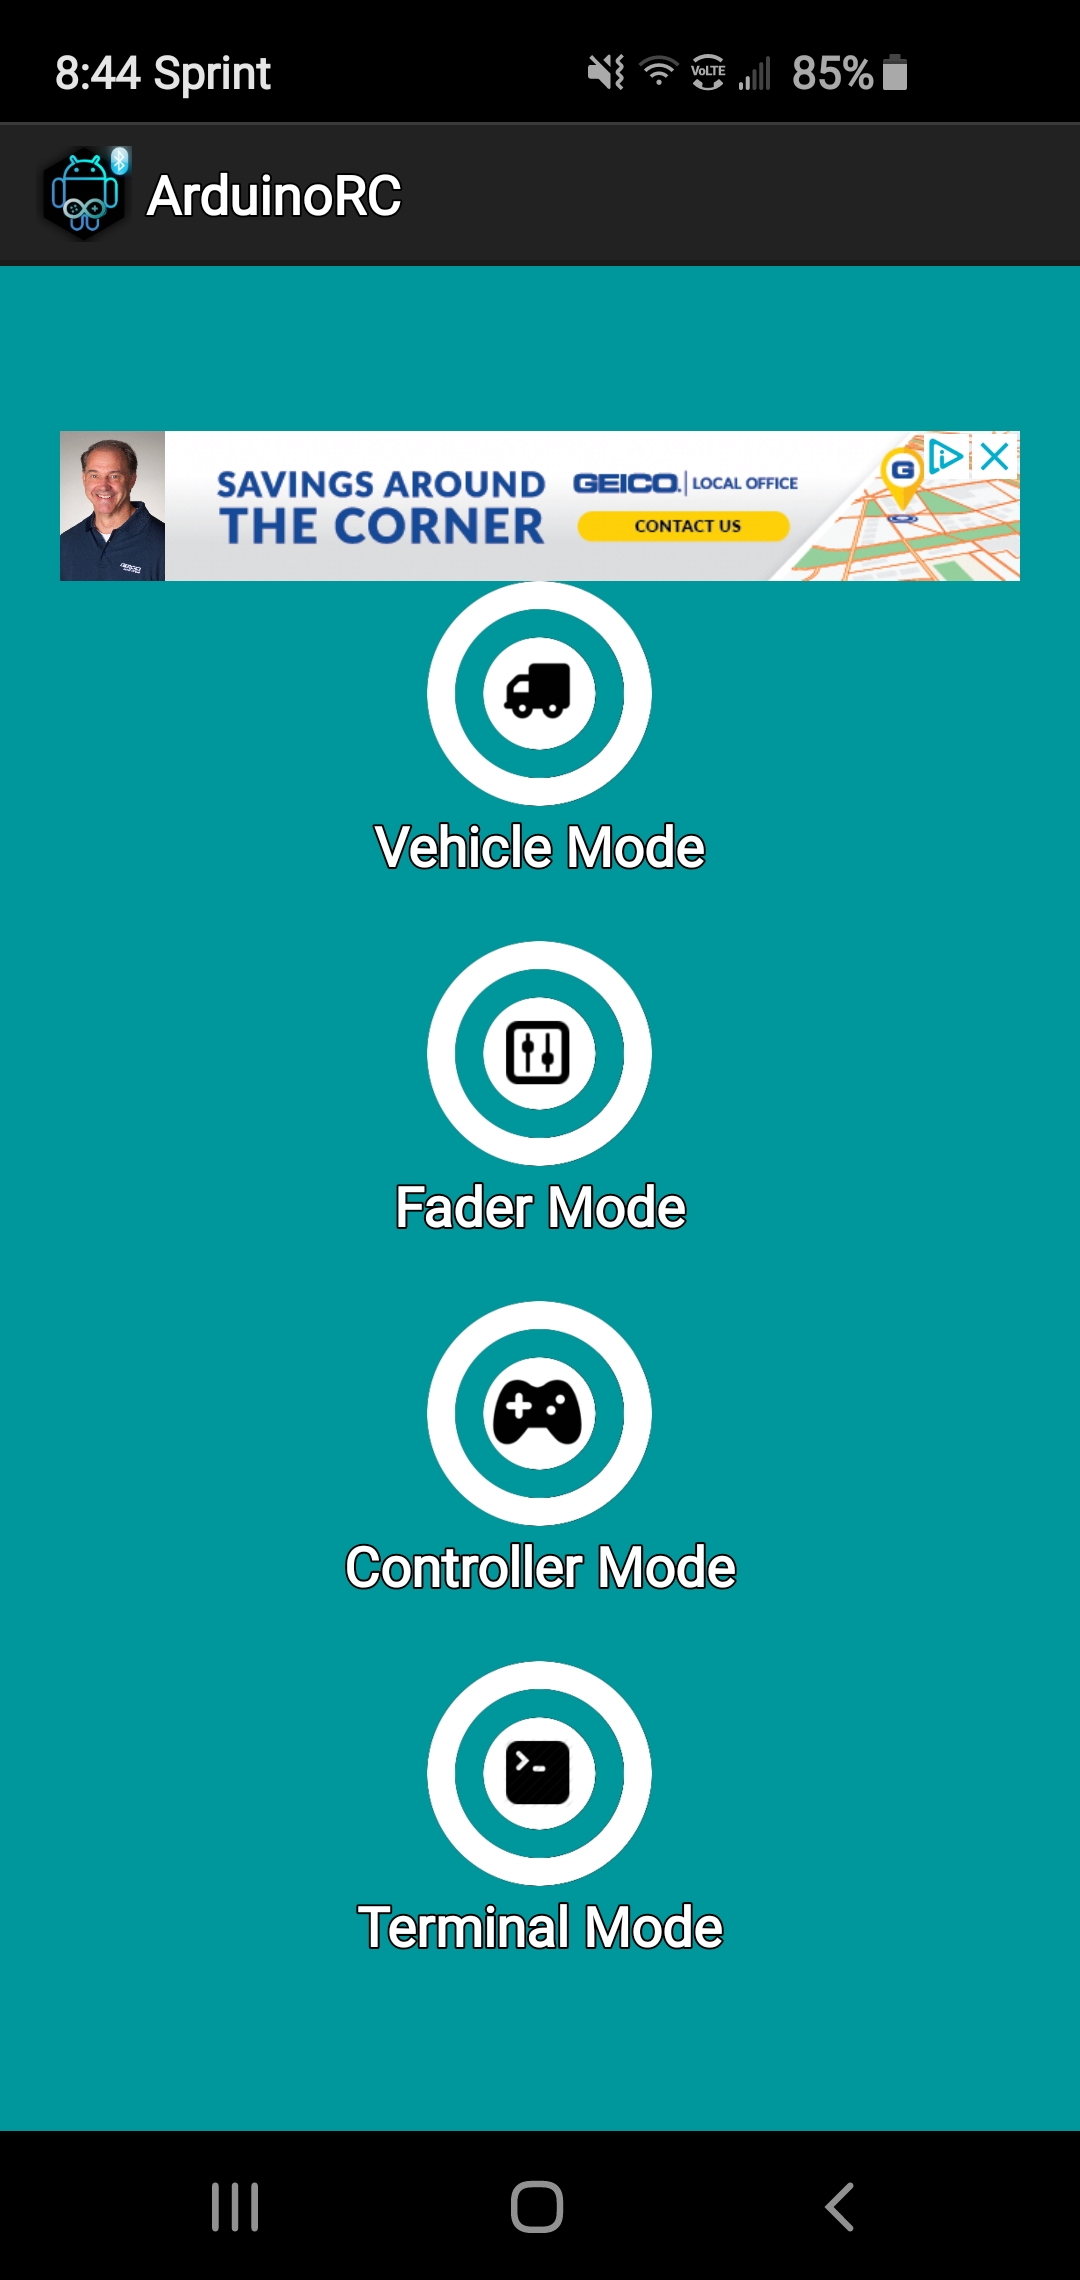 8:44 Sprint
VoLTE
85%
ArduinoRC
SAVINGS AROUND
THE CORNER
GEICO. | LOCAL OFFICE
CONTACT US
G
Vehicle Mode
Fader Mode
Controller Mode
Terminal Mode